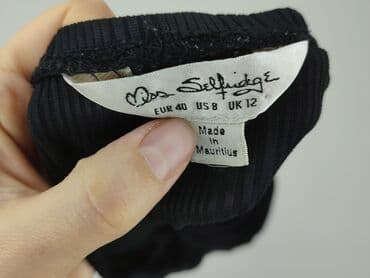 Miss Selfridge
EUR 40 US 8 UK 12
Made
in
Mauritius